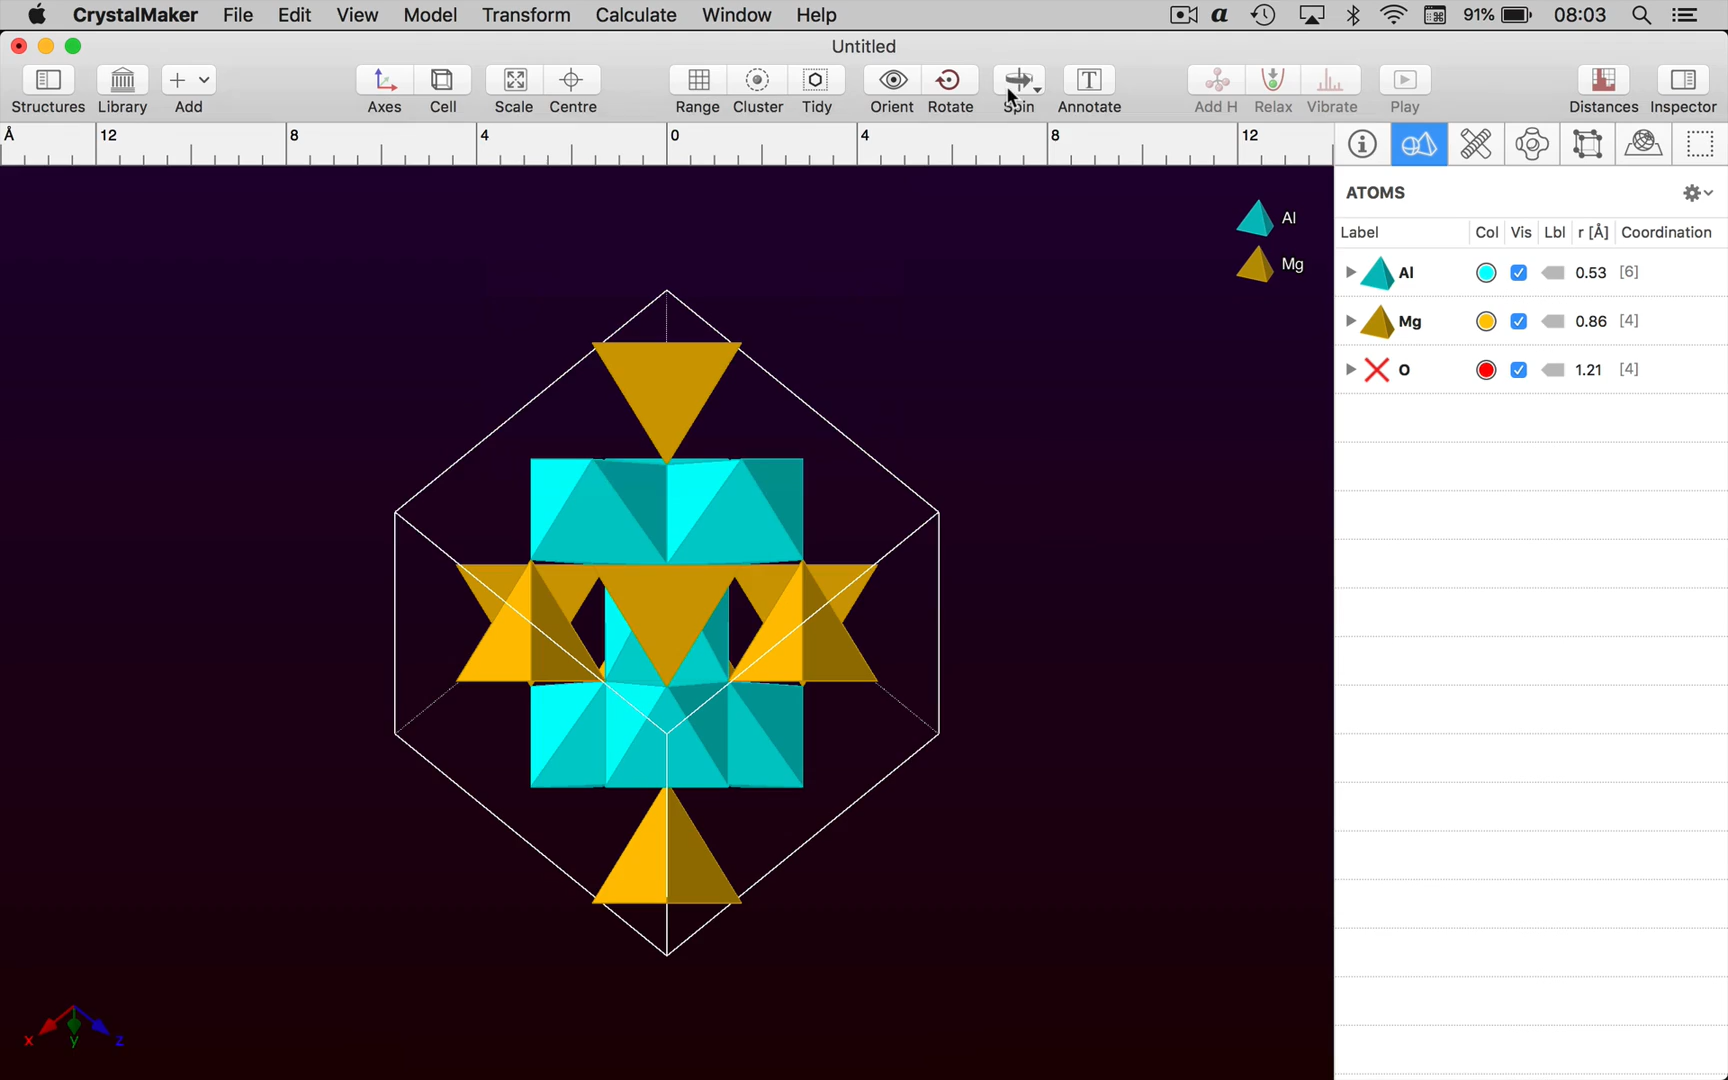 CrystalMaker File Edit View Model Transform Calculate Window Help a 91% 08:03
Untitled
Structures Library Add Axes Cell Scale Centre Range Cluster Tidy Orient Rotate Spin Annotate Add H Relax Vibrate Play Distances Inspector
Å 12 8 4 0 4 8 12
ATOMS
Label Col Vis Lbl r [Å] Coordination
Al 0.53 [6]
Mg 0.86 [4]
O 1.21 [4]
Al
Mg
x y z